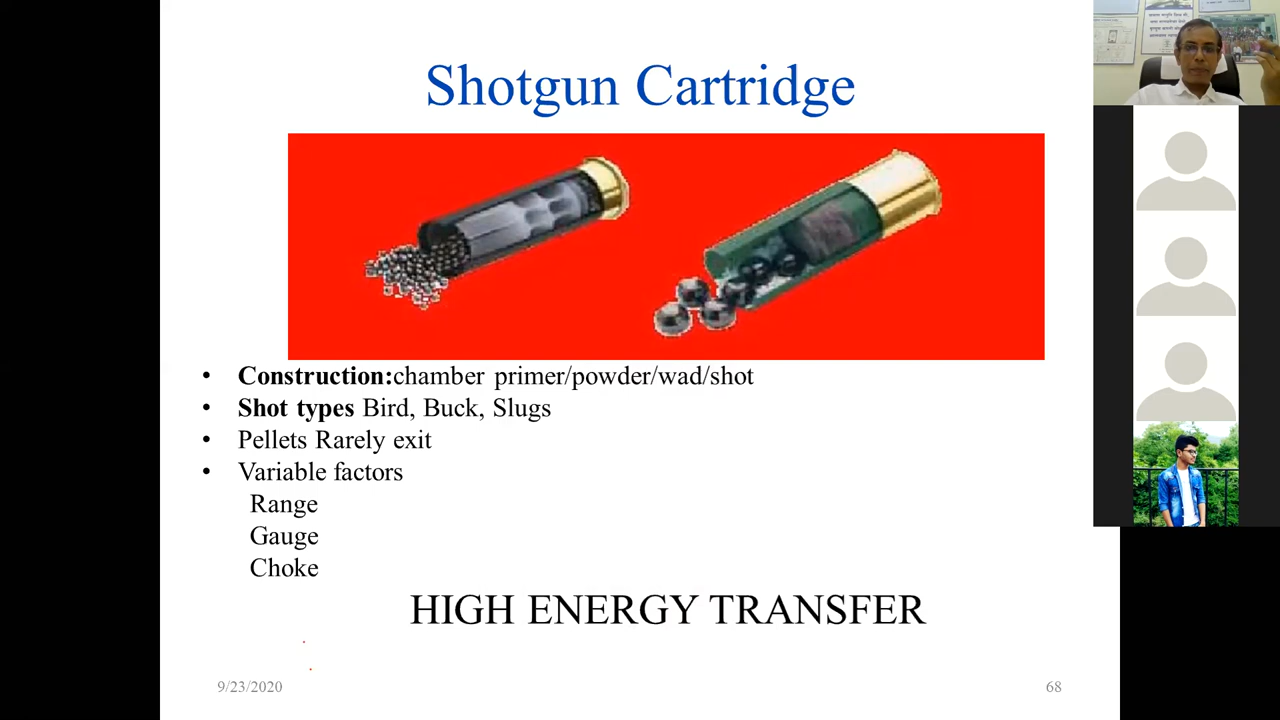 Shotgun Cartridge
• Construction:chamber primer/powder/wad/shot
• Shot types Bird, Buck, Slugs
• Pellets Rarely exit
• Variable factors
Range
Gauge
Choke
HIGH ENERGY TRANSFER
9/23/2020
68